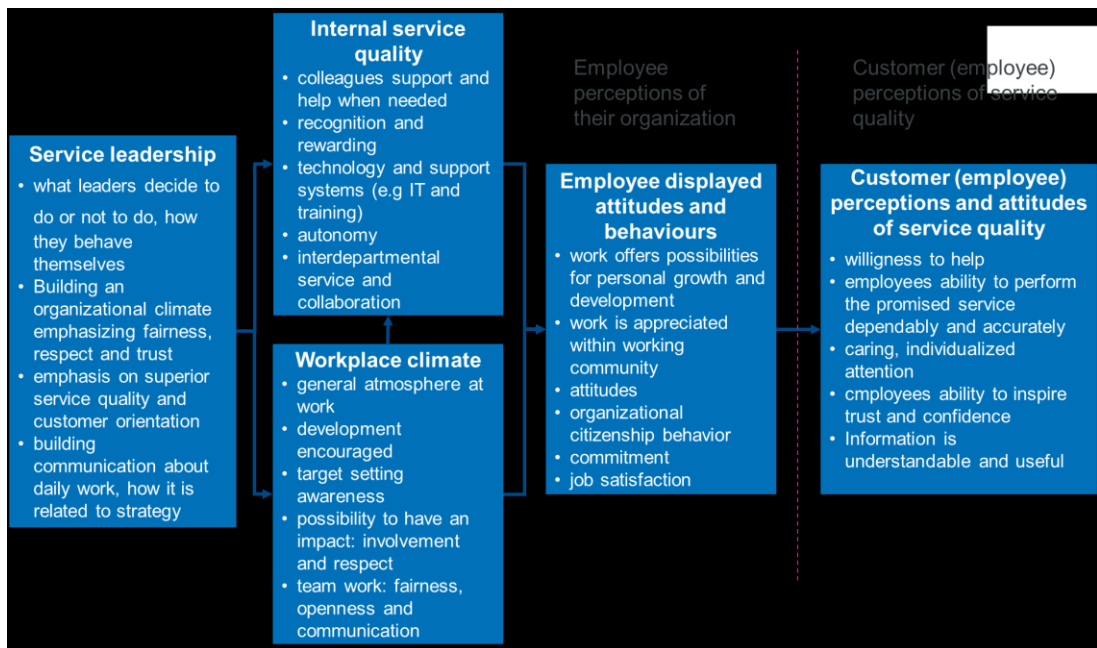 Service leadership
• what leaders decide to
do or not to do, how
they behave
themselves
• Building an
organizational climate
emphasizing fairness,
respect and trust
• emphasis on superior
service quality and
customer orientation
• building
communication about
daily work, how it is
related to strategy
Internal service
quality
• colleagues support and
help when needed
• recognition and
rewarding
• technology and support
systems (e.g IT and
training)
• autonomy
• interdepartmental
service and
collaboration
Workplace climate
• general atmosphere at
work
• development
encouraged
• target setting
awareness
• possibility to have an
impact: involvement
and respect
• team work: fairness,
openness and
communication
Employee
perceptions of
their organization
Employee displayed
attitudes and
behaviours
• work offers possibilities
for personal growth and
development
• work is appreciated
within working
community
• attitudes
• organizational
citizenship behavior
• commitment
• job satisfaction
Customer (employee)
perceptions of service
quality
Customer (employee)
perceptions and attitudes
of service quality
• willigness to help
• employees ability to perform
the promised service
dependably and accurately
• caring, individualized
attention
• cmployees ability to inspire
trust and confidence
• Information is
understandable and useful